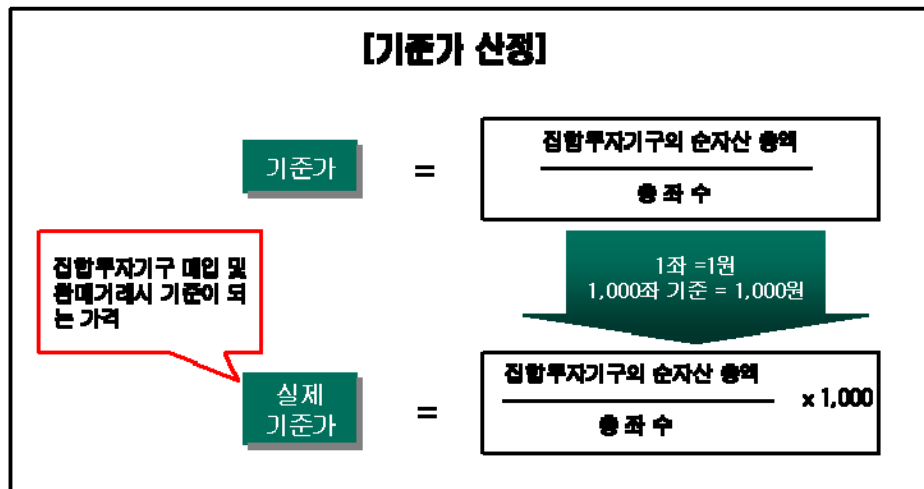 [기준가 산정]
기준가
=
집합투자기구의 순자산 총액
총 좌 수
1좌 =1원
1,000좌 기준 = 1,000원
집합투자기구 매입 및
환매거래시 기준이 되
는 가격
실제
기준가
=
집합투자기구의 순자산 총액
총 좌 수
x 1,000